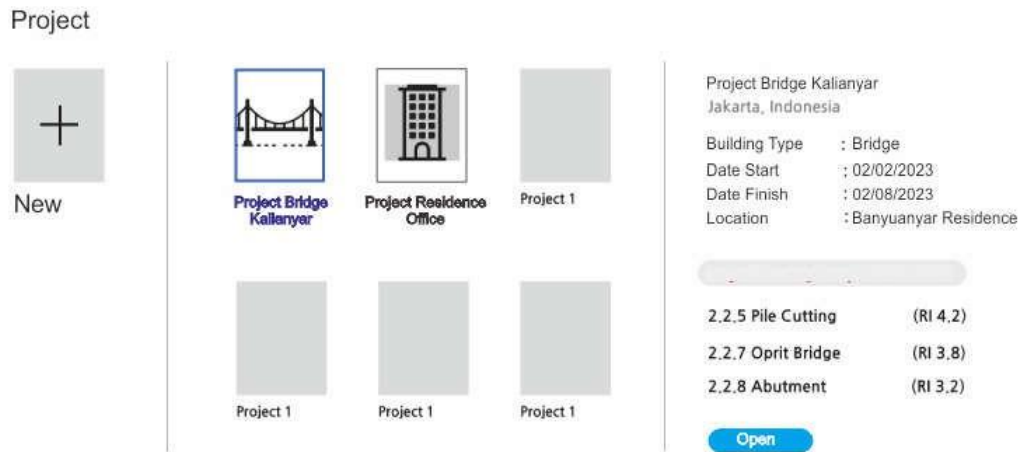 Project
New
Project Bridge
Kalianyar
Project Residence
Office
Project 1
Project 1
Project 1
Project 1
Project Bridge Kalianyar
Jakarta, Indonesia
Building Type : Bridge
Date Start : 02/02/2023
Date Finish : 02/08/2023
Location : Banyuanyar Residence
2.2.5 Pile Cutting (RI 4.2)
2.2.7 Oprit Bridge (RI 3.8)
2.2.8 Abutment (RI 3.2)
Open